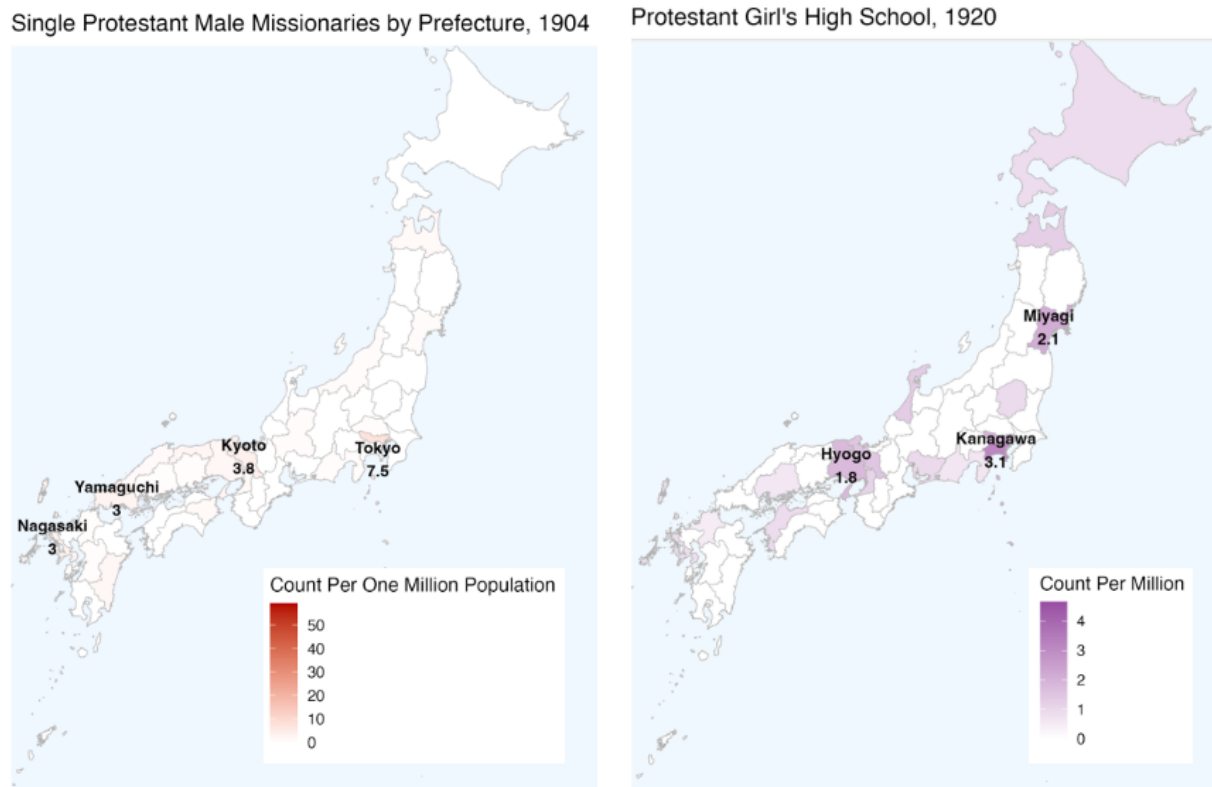 Single Protestant Male Missionaries by Prefecture, 1904
Kyoto
3.8
Tokyo
7.5
Yamaguchi
3
Nagasaki
3
Count Per One Million Population
50
40
30
20
10
0
Protestant Girl's High School, 1920
Miyagi
2.1
Kanagawa
3.1
Hyogo
1.8
Count Per Million
4
3
2
1
0